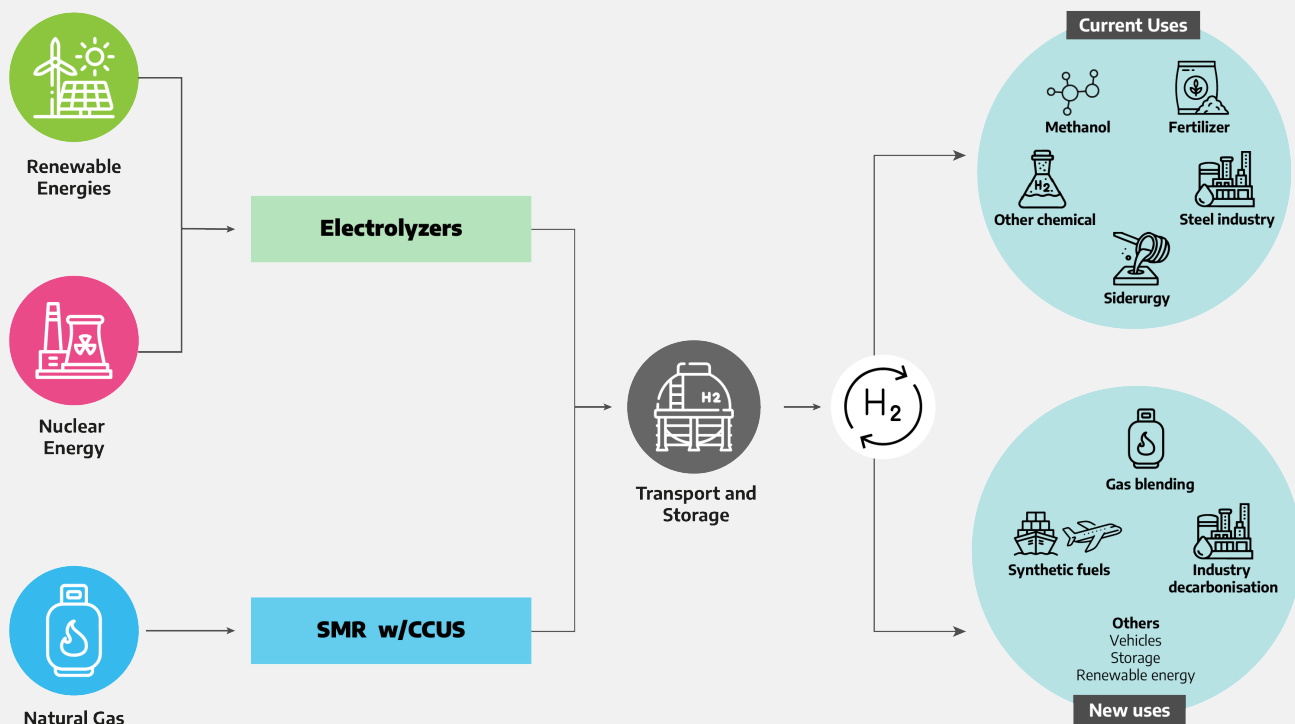 Current Uses
Methanol
Fertilizer
Renewable
Energies
H2
Other chemical
Steel industry
Electrolyzers
Siderurgy
Nuclear
Energy
H2
H2
Transport and
Storage
Gas blending
Synthetic fuels
Industry
decarbonisation
SMR w/CCUS
Others
Vehicles
Storage
Renewable energy
Natural Gas
New uses